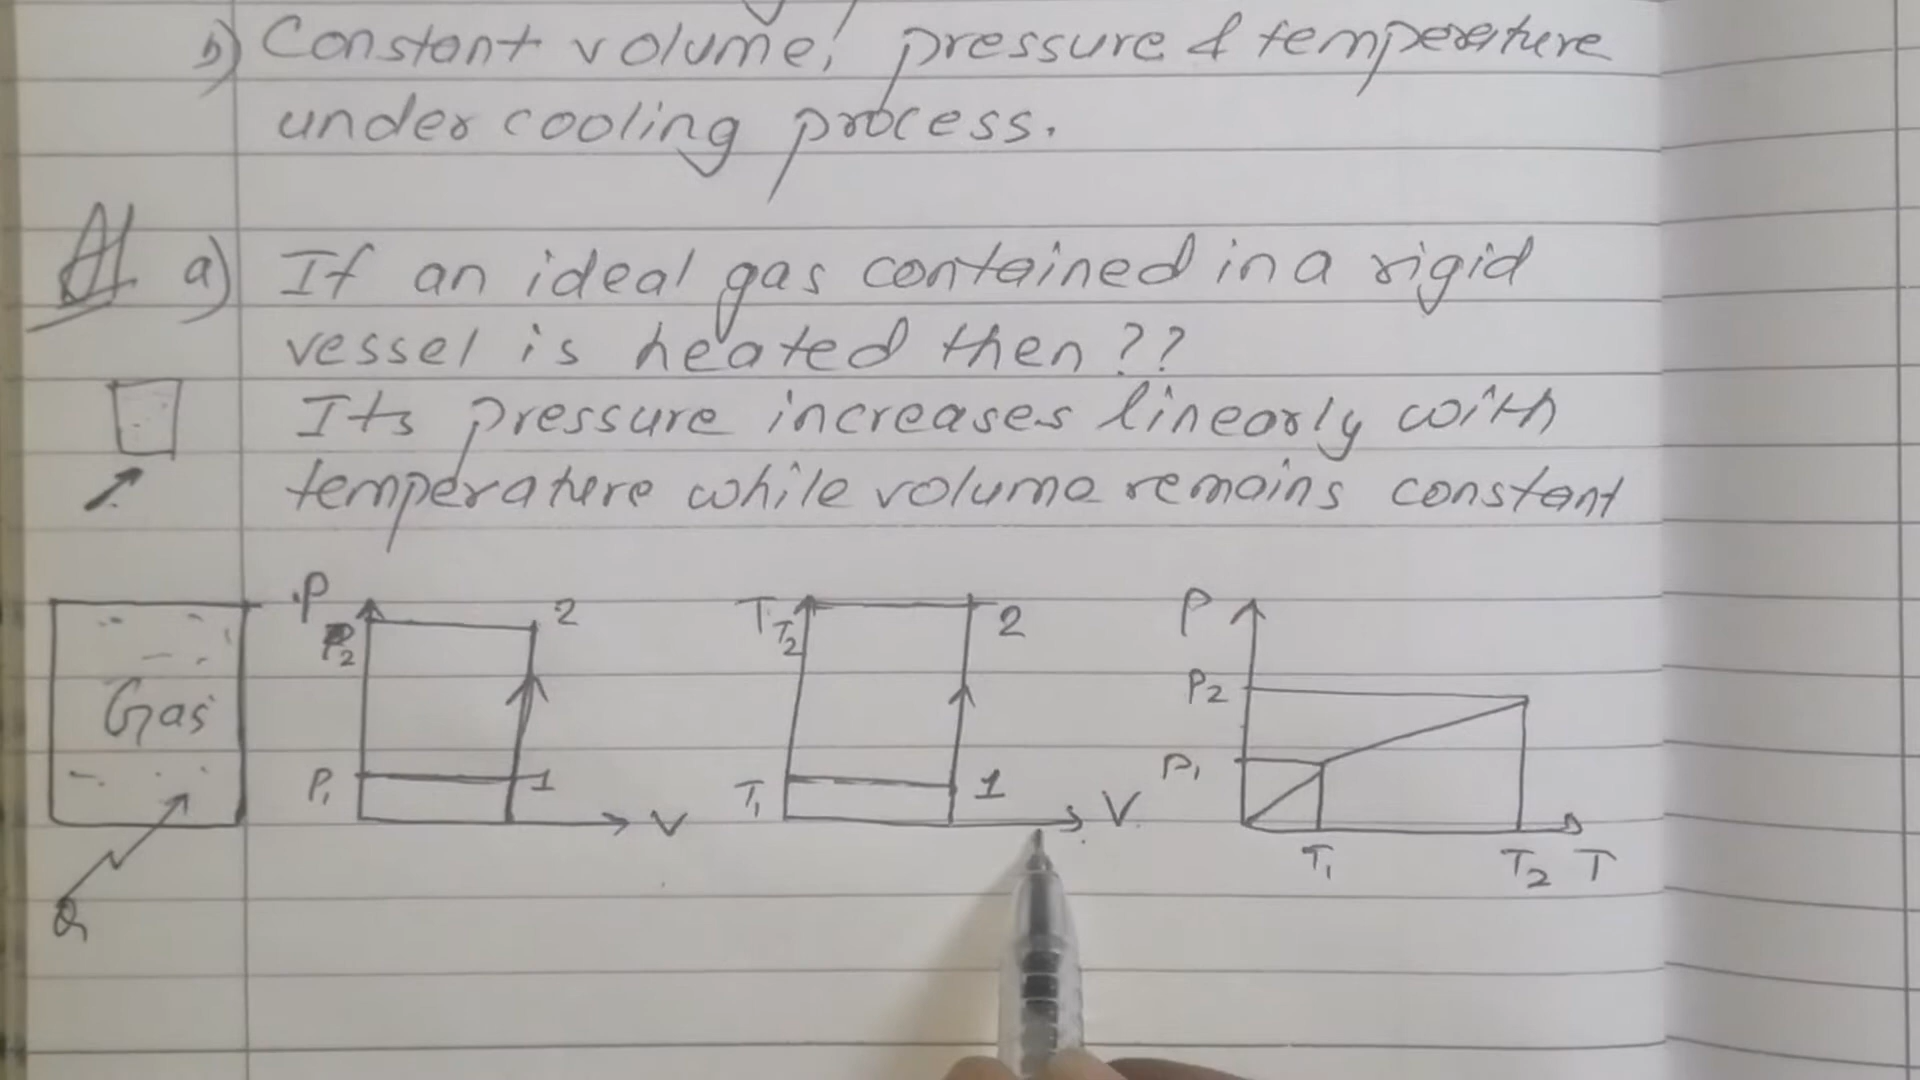 b) Constant volume, pressure & temperature
under cooling process.
a) If an ideal gas contained in a rigid
vessel is heated then ??
Its pressure increases linearly with
temperature while volume remains constant
Gas
Q
P
P2
2
P1
1
V
T
T2
2
T1
1
V
P
P2
P1
T1
T2
T